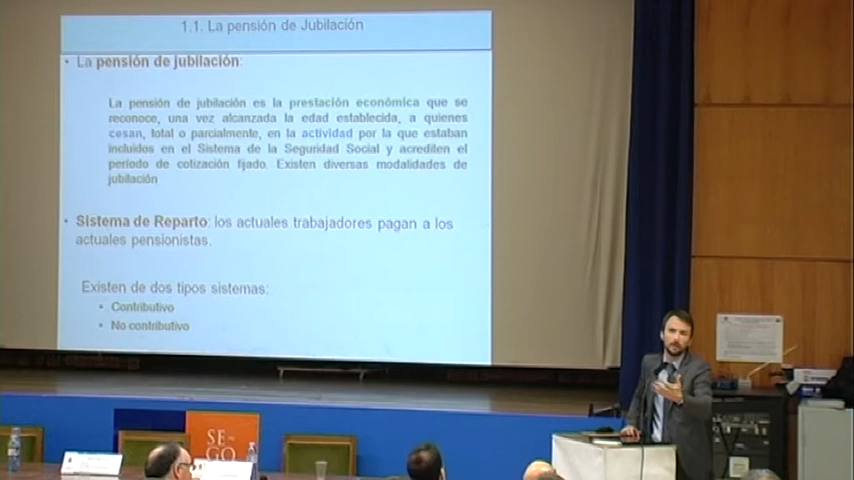 1.1. La pensión de Jubilación
• La pensión de jubilación:
La pensión de jubilación es la prestación económica que se
reconoce, una vez alcanzada la edad establecida, a quienes
cesan, total o parcialmente, en la actividad por la que estaban
incluidos en el Sistema de la Seguridad Social y acrediten el
período de cotización fijado. Existen diversas modalidades de
jubilación
• Sistema de Reparto: los actuales trabajadores pagan a los
actuales pensionistas.
Existen de dos tipos sistemas:
• Contributivo
• No contributivo
SE
GO